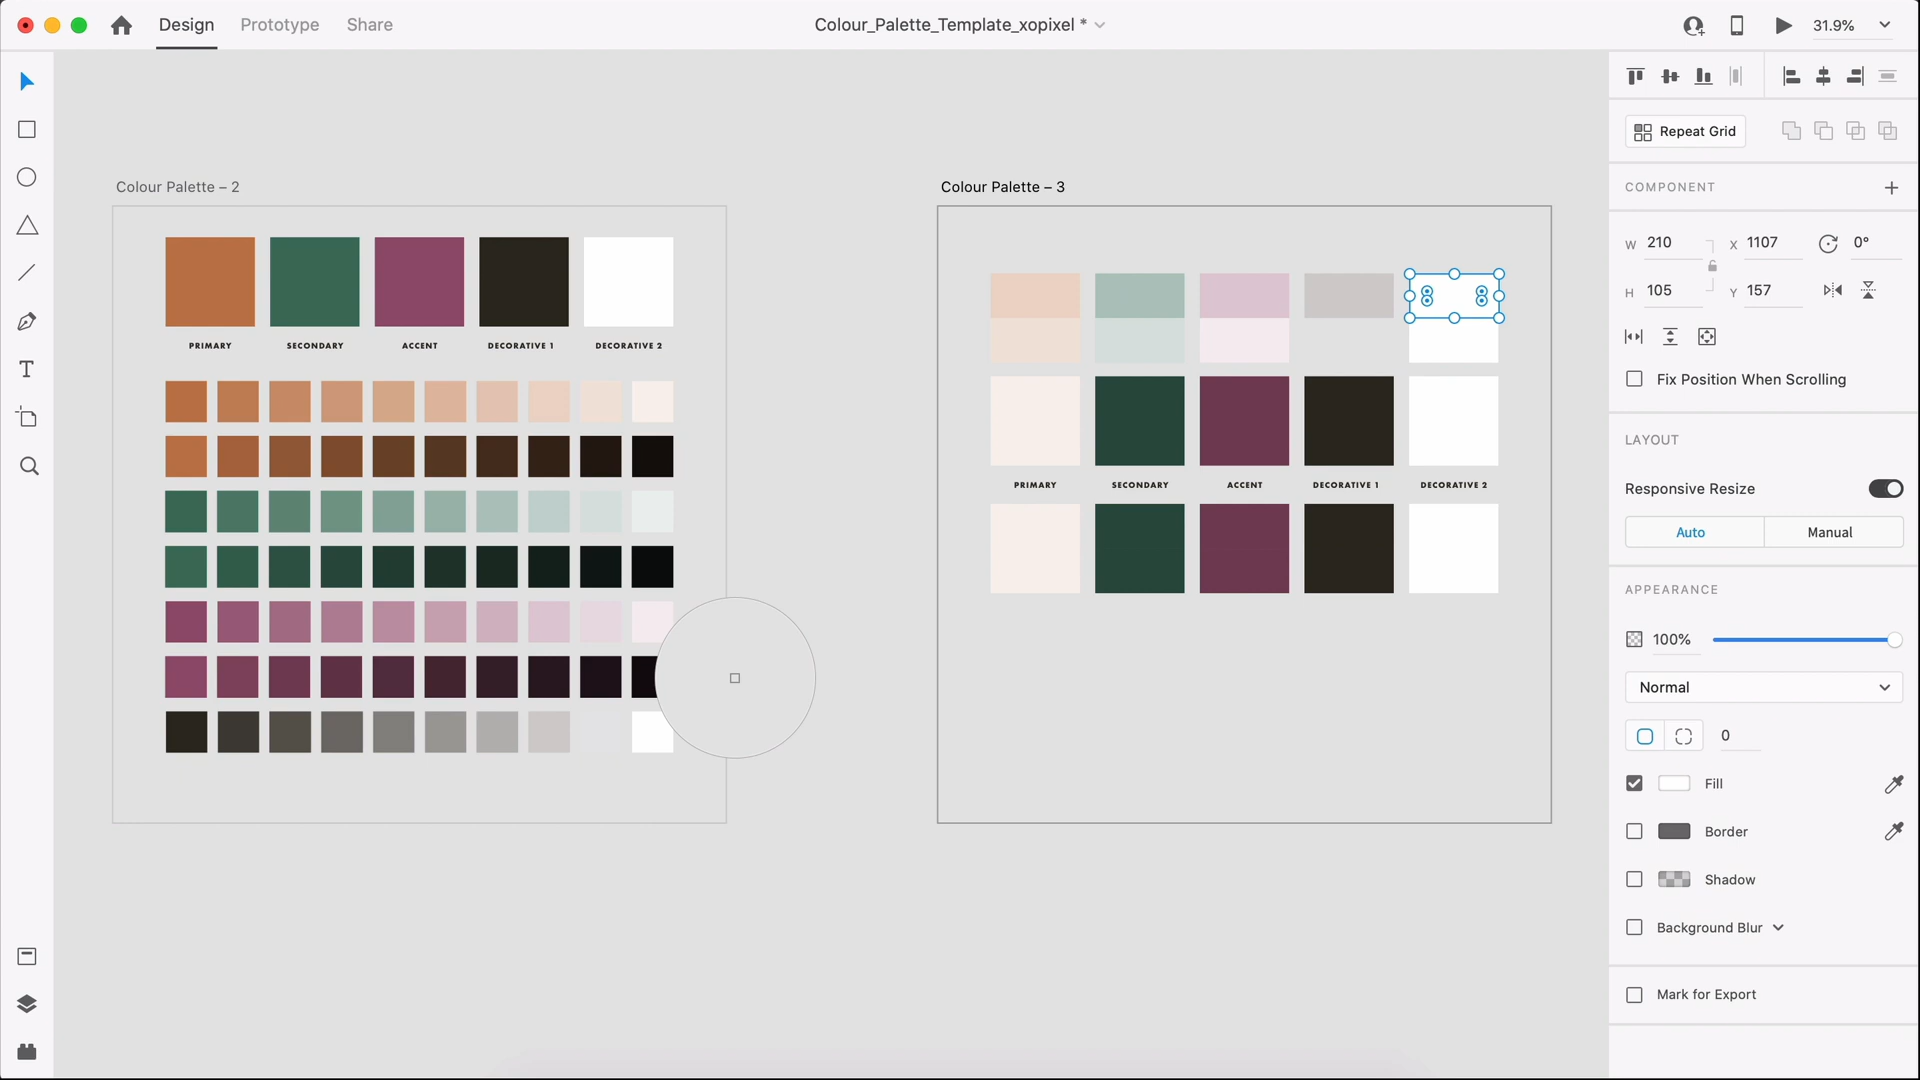 Design Prototype Share
Colour_Palette_Template_xopixel *
31.9%
Repeat Grid
COMPONENT
W 210 X 1107 0°
H 105 Y 157
Fix Position When Scrolling
LAYOUT
Responsive Resize
Auto Manual
APPEARANCE
100%
Normal
0
Fill
Border
Shadow
Background Blur
Mark for Export
Colour Palette – 2
PRIMARY SECONDARY ACCENT DECORATIVE 1 DECORATIVE 2
Colour Palette – 3
PRIMARY SECONDARY ACCENT DECORATIVE 1 DECORATIVE 2